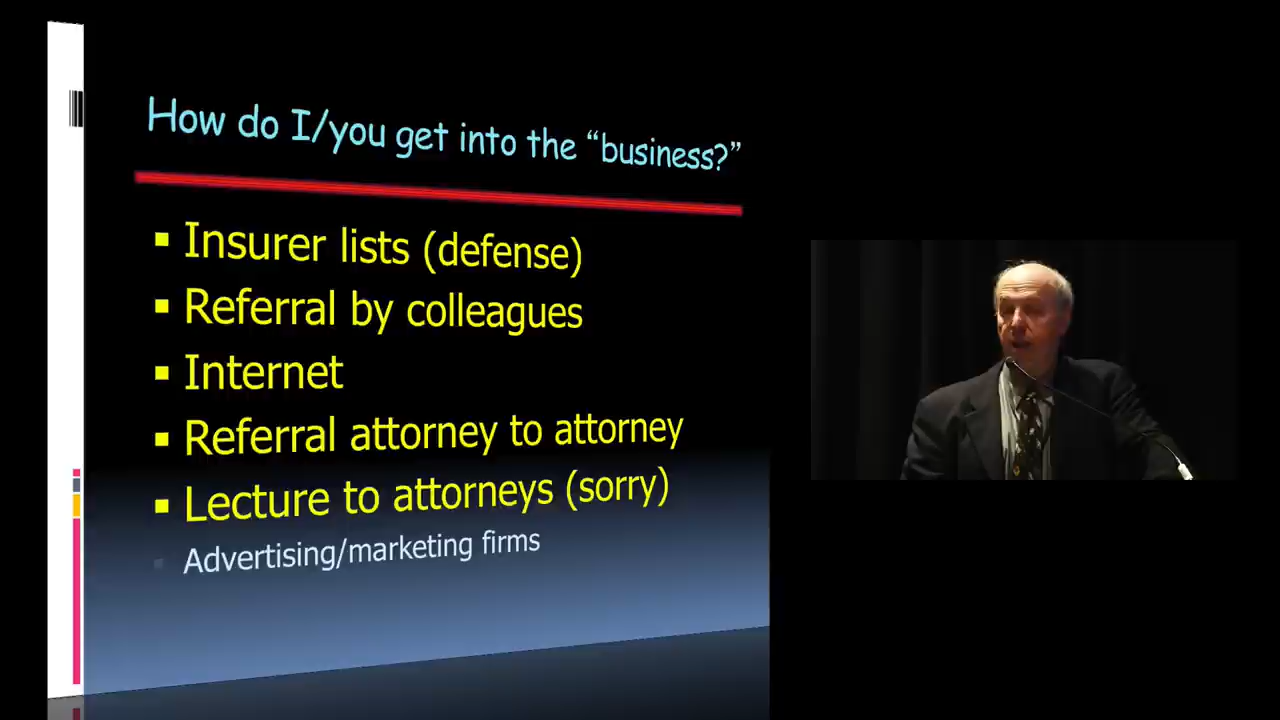 How do I/you get into the “business?”
Insurer lists (defense)
Referral by colleagues
Internet
Referral attorney to attorney
Lecture to attorneys (sorry)
Advertising/marketing firms